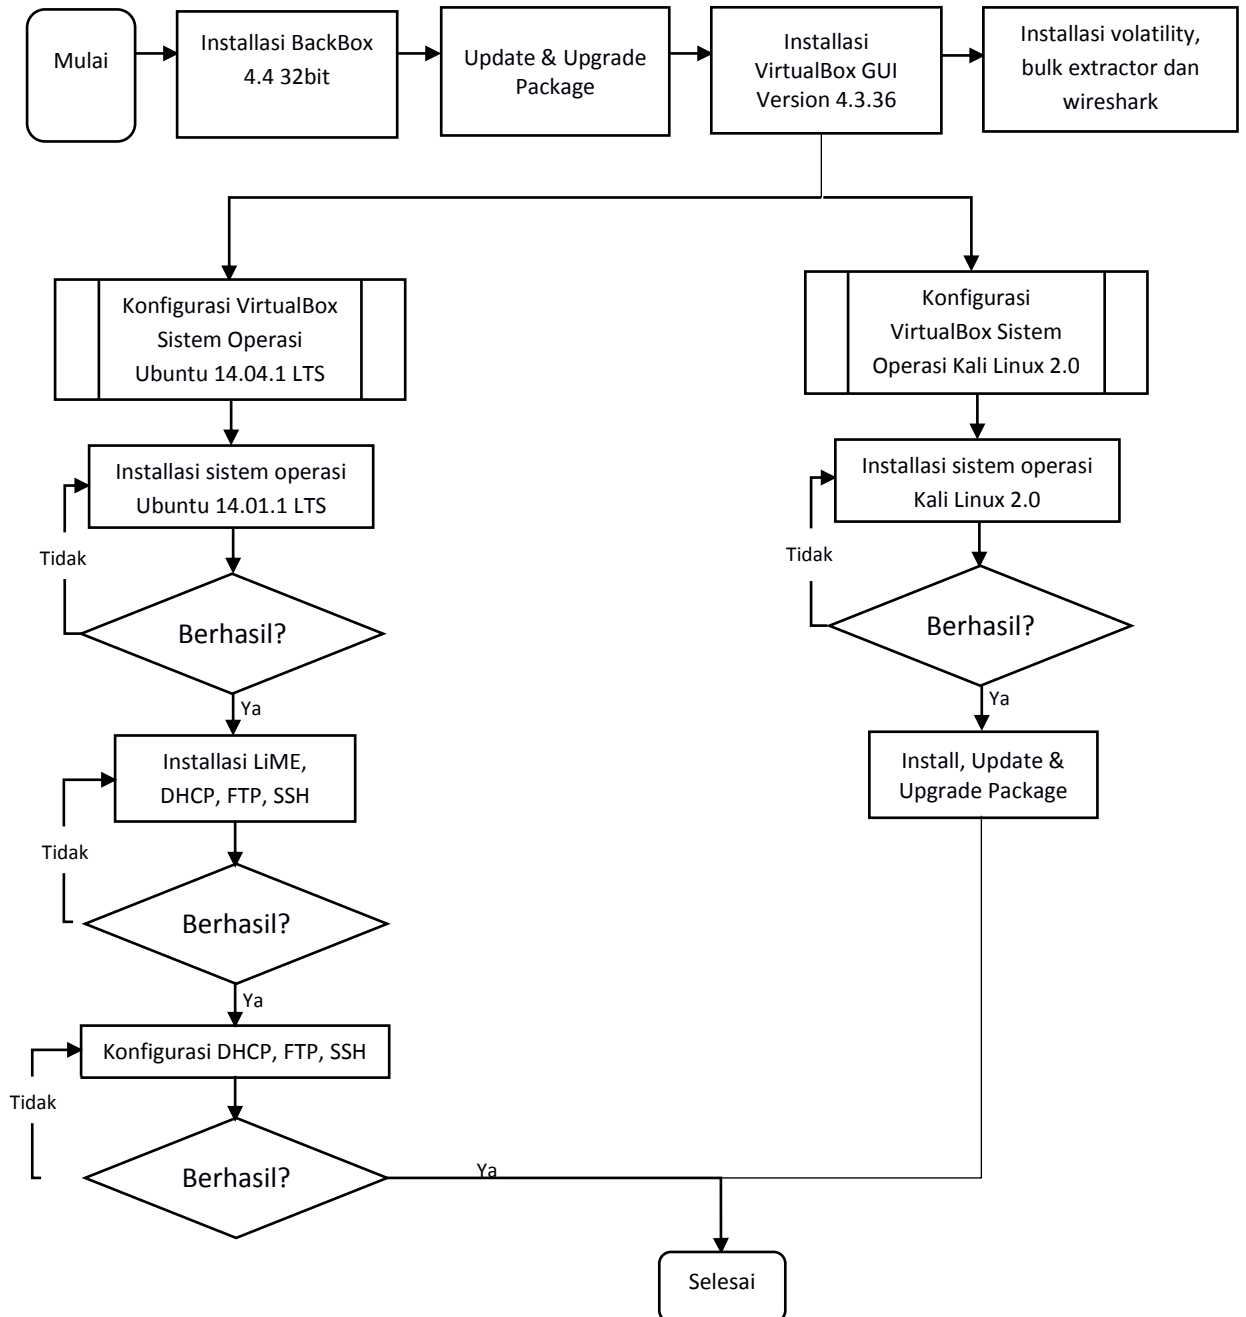 Mulai
Installasi BackBox
4.4 32bit
Update & Upgrade
Package
Installasi
VirtualBox GUI
Version 4.3.36
Installasi volatility,
bulk extractor dan
wireshark
Konfigurasi VirtualBox
Sistem Operasi
Ubuntu 14.04.1 LTS
Konfigurasi
VirtualBox Sistem
Operasi Kali Linux 2.0
Installasi sistem operasi
Ubuntu 14.01.1 LTS
Installasi sistem operasi
Kali Linux 2.0
Tidak
Tidak
Berhasil?
Berhasil?
Ya
Ya
Installasi LiME,
DHCP, FTP, SSH
Install, Update &
Upgrade Package
Tidak
Berhasil?
Ya
Konfigurasi DHCP, FTP, SSH
Tidak
Berhasil?
Ya
Selesai